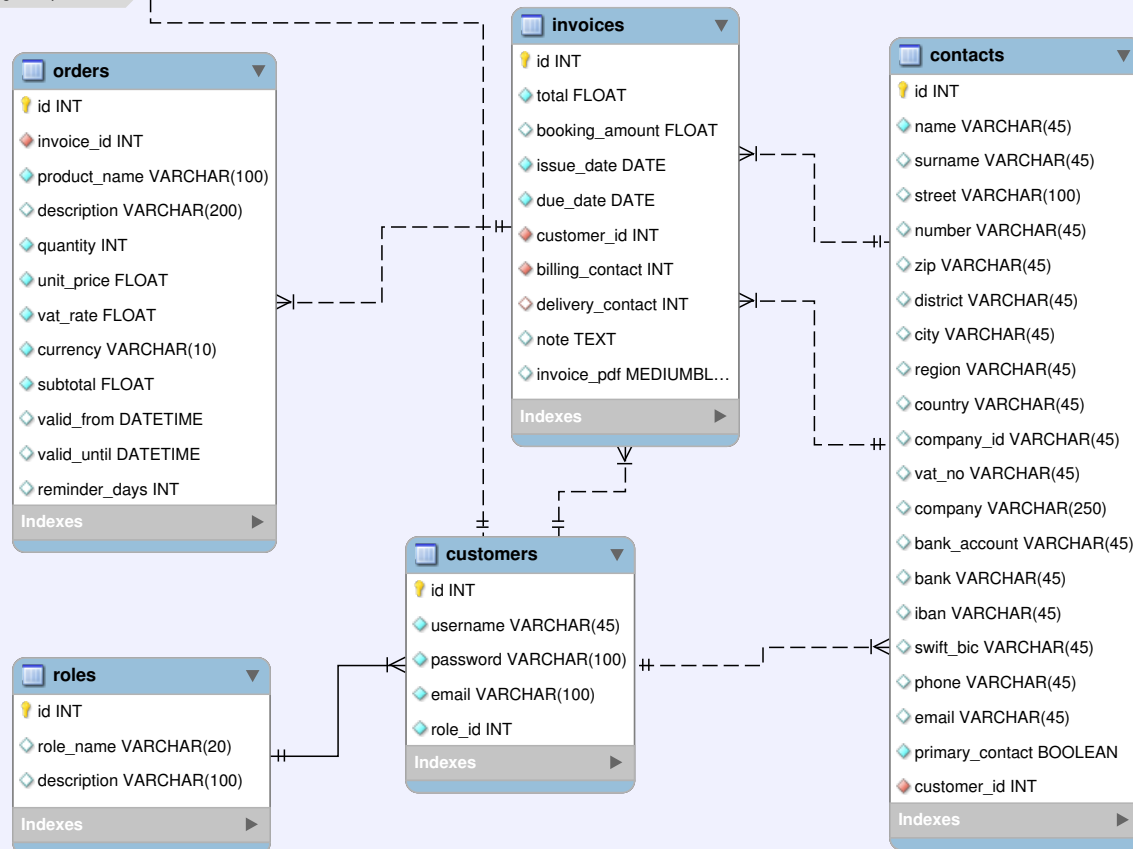 orders
id INT
invoice_id INT
product_name VARCHAR(100)
description VARCHAR(200)
quantity INT
unit_price FLOAT
vat_rate FLOAT
currency VARCHAR(10)
subtotal FLOAT
valid_from DATETIME
valid_until DATETIME
reminder_days INT
Indexes
invoices
id INT
total FLOAT
booking_amount FLOAT
issue_date DATE
due_date DATE
customer_id INT
billing_contact INT
delivery_contact INT
note TEXT
invoice_pdf MEDIUMBL...
Indexes
contacts
id INT
name VARCHAR(45)
surname VARCHAR(45)
street VARCHAR(100)
number VARCHAR(45)
zip VARCHAR(45)
district VARCHAR(45)
city VARCHAR(45)
region VARCHAR(45)
country VARCHAR(45)
company_id VARCHAR(45)
vat_no VARCHAR(45)
company VARCHAR(250)
bank_account VARCHAR(45)
bank VARCHAR(45)
iban VARCHAR(45)
swift_bic VARCHAR(45)
phone VARCHAR(45)
email VARCHAR(45)
primary_contact BOOLEAN
customer_id INT
Indexes
customers
id INT
username VARCHAR(45)
password VARCHAR(100)
email VARCHAR(100)
role_id INT
Indexes
roles
id INT
role_name VARCHAR(20)
description VARCHAR(100)
Indexes